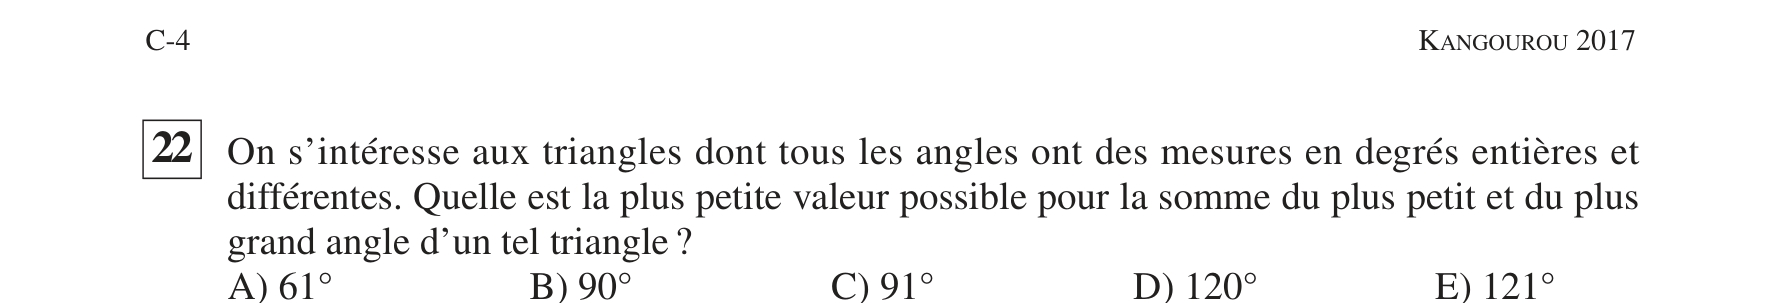 C-4 KANGOUROU 2017
22 On s’intéresse aux triangles dont tous les angles ont des mesures en degrés entières et
différentes. Quelle est la plus petite valeur possible pour la somme du plus petit et du plus
grand angle d’un tel triangle ?
A) 61° B) 90° C) 91° D) 120° E) 121°